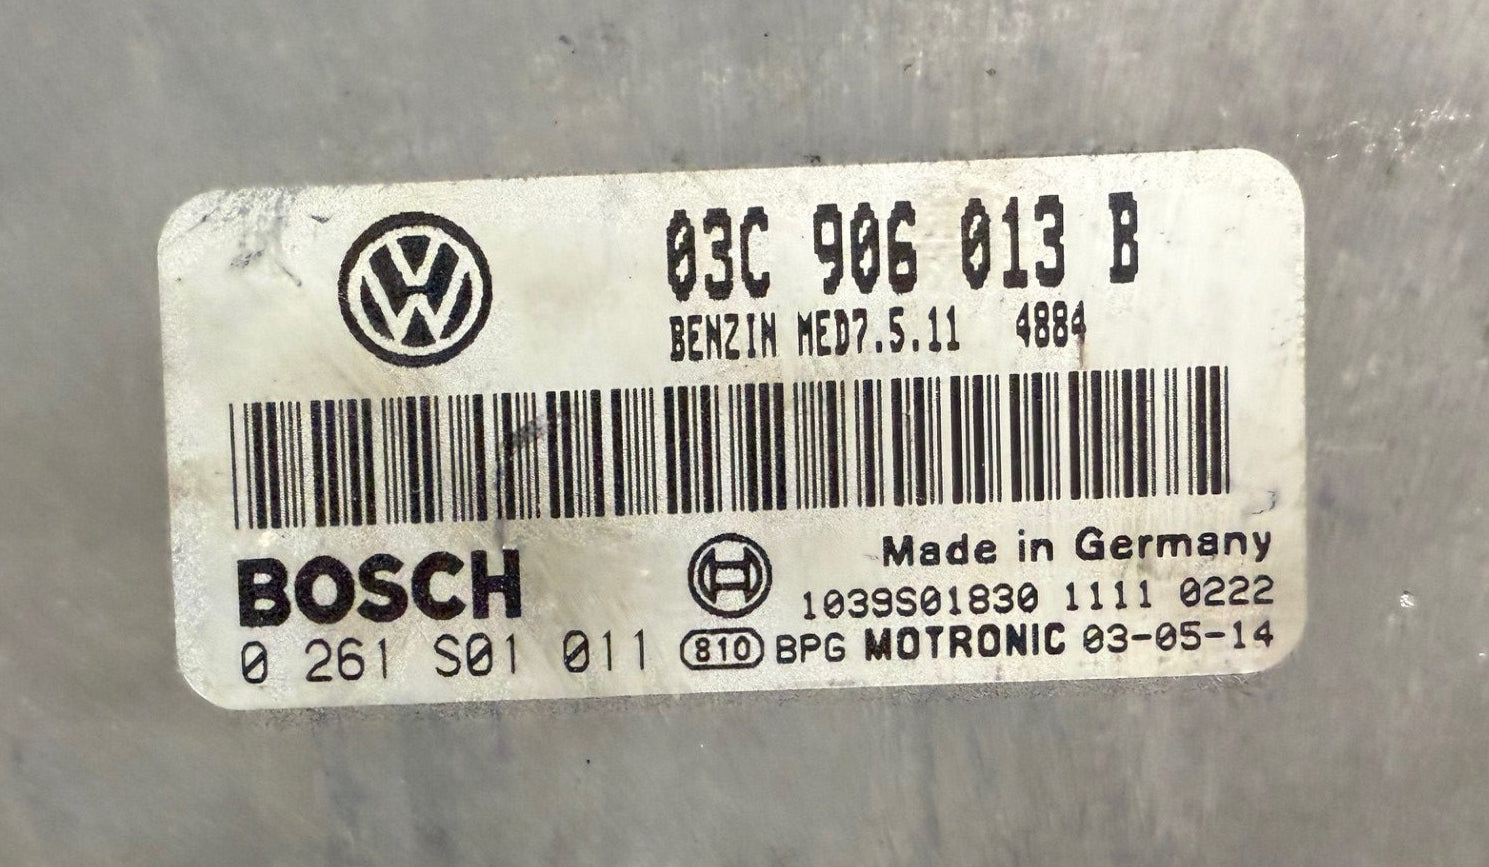 03C 906 013 B
BENZIN MED7.5.11 4884
BOSCH
Made in Germany
1039S01830 1111 0222
0 261 S01 011 810 BPG MOTRONIC 03-05-14